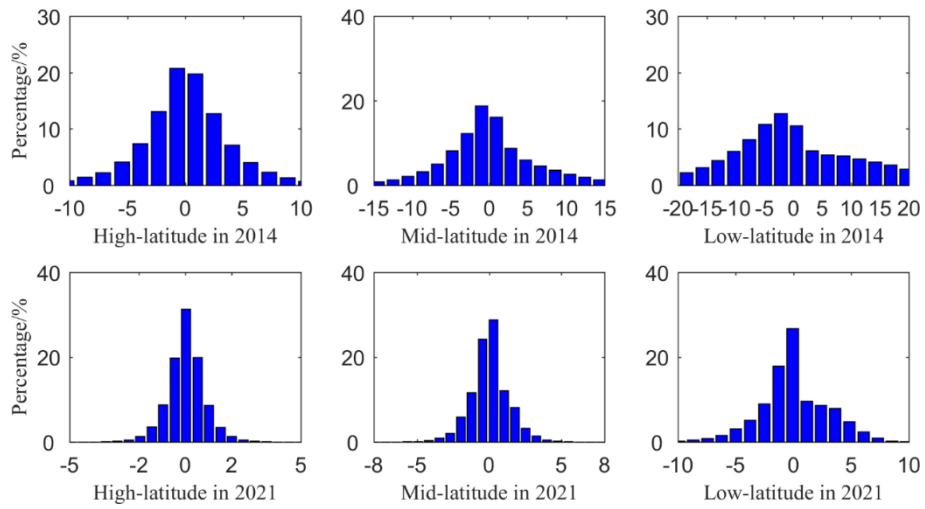 30 40 30
20 20
20
10 10
0 0 0
Percentage/%
-10 -5 0 5 10 -15 -10 -5 0 5 10 15 -20 -15 -10 -5 0 5 10 15 20
High-latitude in 2014 Mid-latitude in 2014 Low-latitude in 2014
40 40 40
20 20 20
0 0 0
Percentage/%
-5 0 2 5 -8 -5 0 5 8 -10 -5 0 5 10
High-latitude in 2021 Mid-latitude in 2021 Low-latitude in 2021